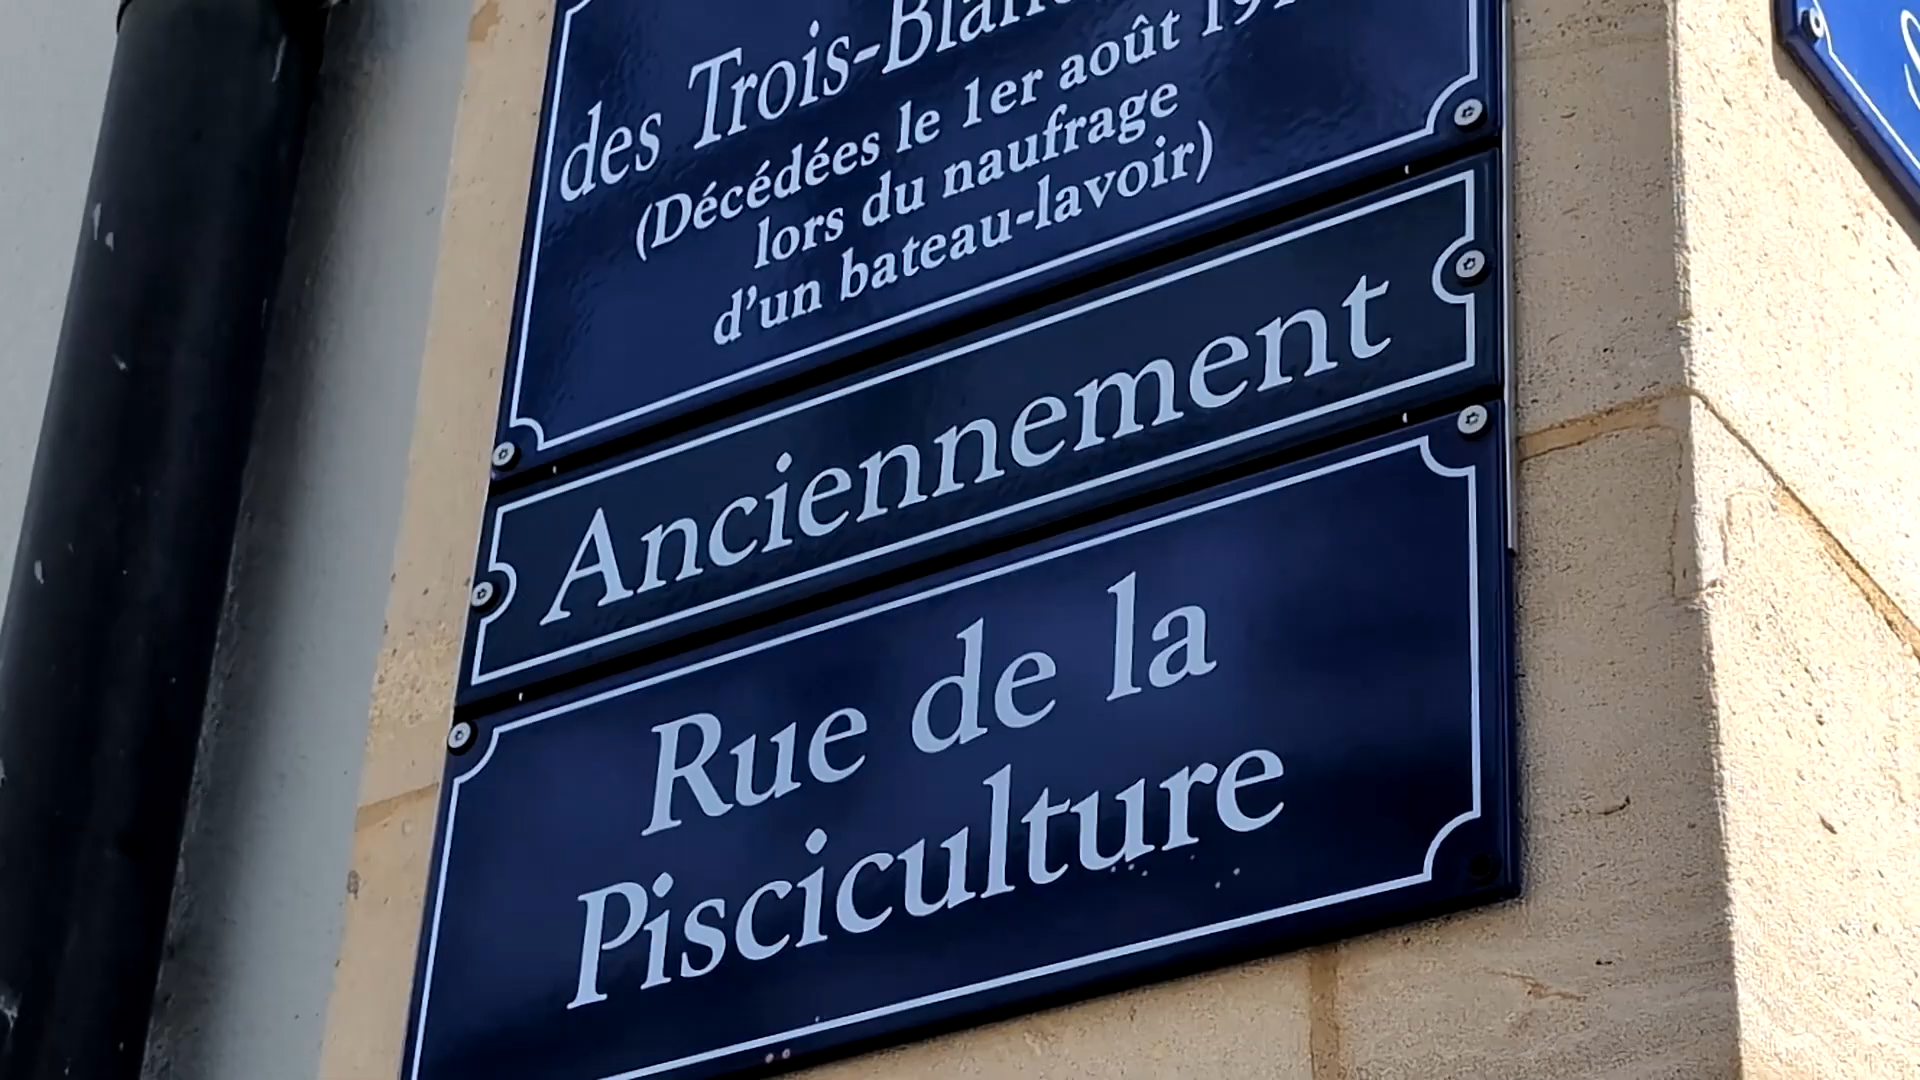 des Trois-
(Décédées le 1er août
lors du naufrage
d'un bateau-lavoir)
Anciennement
Rue de la
Pisciculture